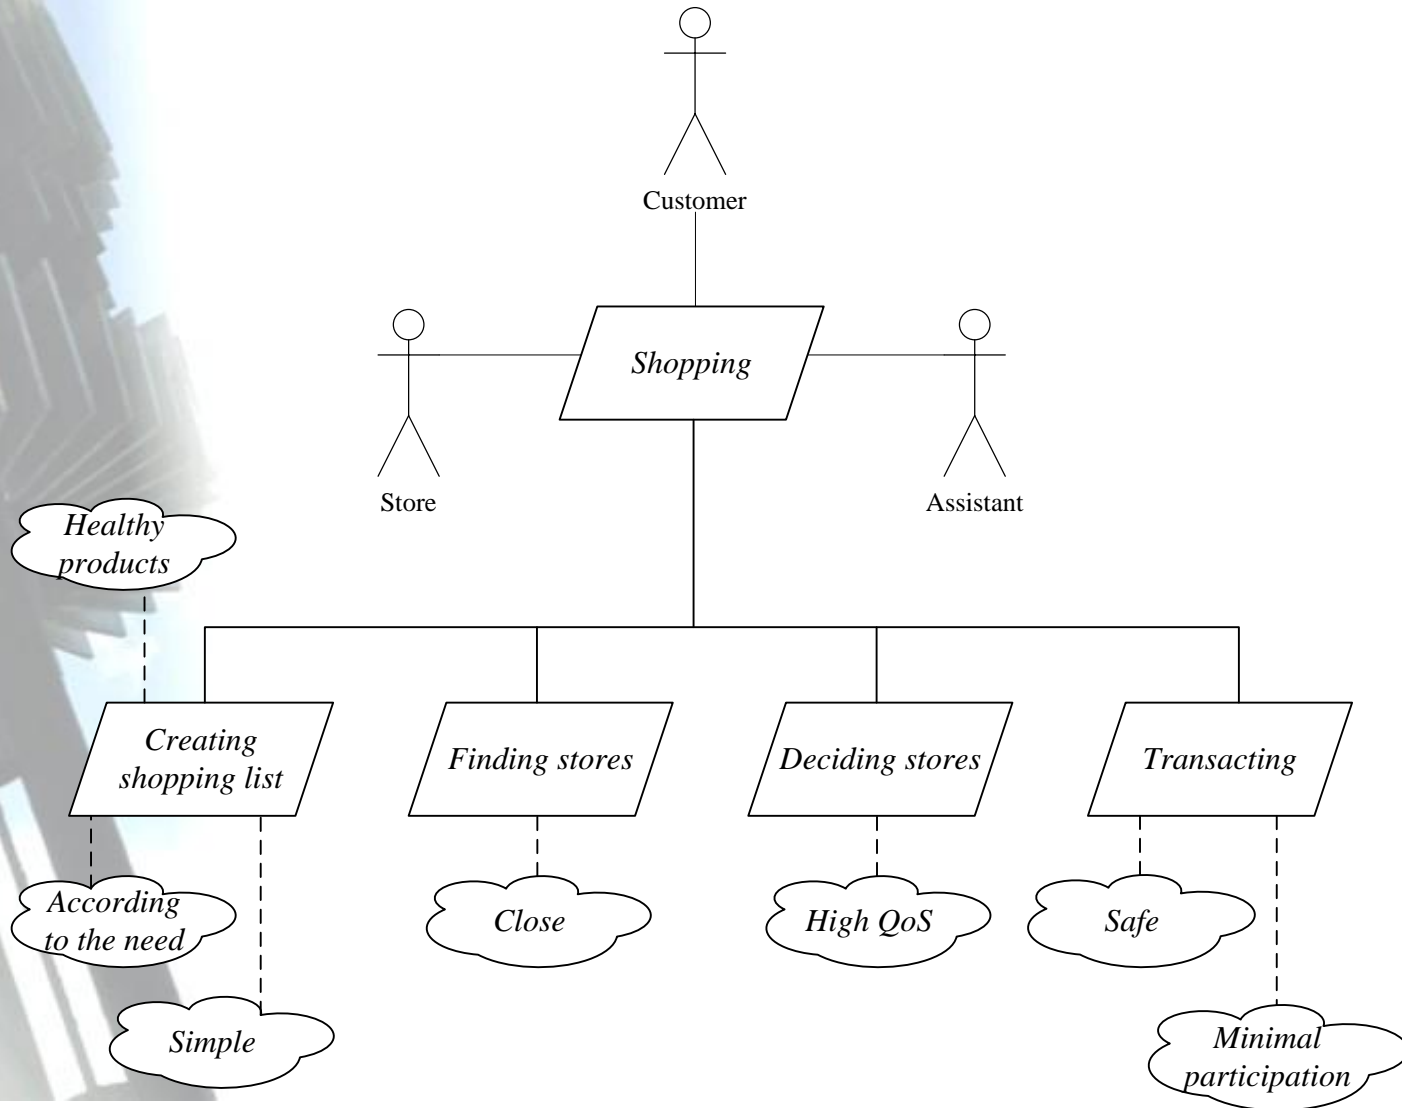 Customer
Shopping
Store
Assistant
Healthy
products
Creating
shopping list
Finding stores
Deciding stores
Transacting
According
to the need
Close
High QoS
Safe
Simple
Minimal
participation